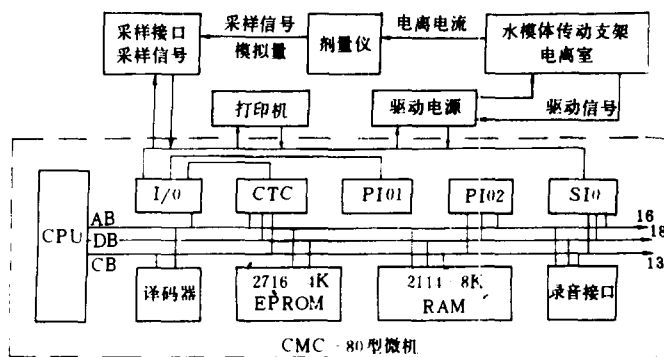 采样接口
采样信号
采样信号
模拟量
剂量仪
电离电流
水模体传动支架
电离室
打印机
驱动电源
驱动信号
I/0
CTC
PI01
PI02
SI0
CPU
AB
DB
CB
16
18
13
译码器
2716 4K
EPROM
2114 8K
RAM
录音接口
CMC-80型微机